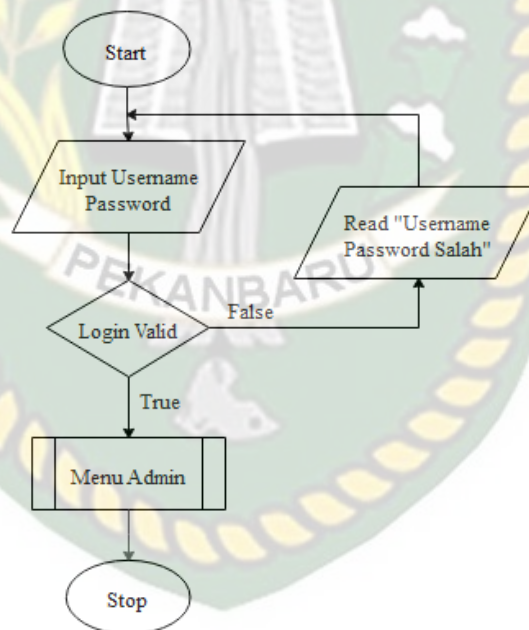 Start
Input Username
Password
Read "Username
Password Salah"
PEKANBARU
False
Login Valid
True
Menu Admin
Stop